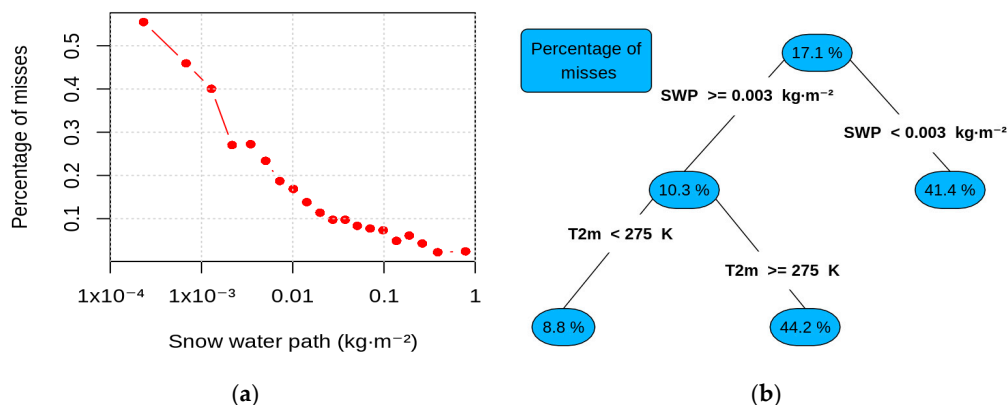 Percentage of misses
0.5
0.4
0.3
0.2
0.1
1x10⁻⁴ 1x10⁻³ 0.01 0.1 1
Snow water path (kg·m⁻²)
(a)
Percentage of
misses
17.1 %
SWP >= 0.003 kg·m⁻²
SWP < 0.003 kg·m⁻²
10.3 %
41.4 %
T2m < 275 K
T2m >= 275 K
8.8 %
44.2 %
(b)